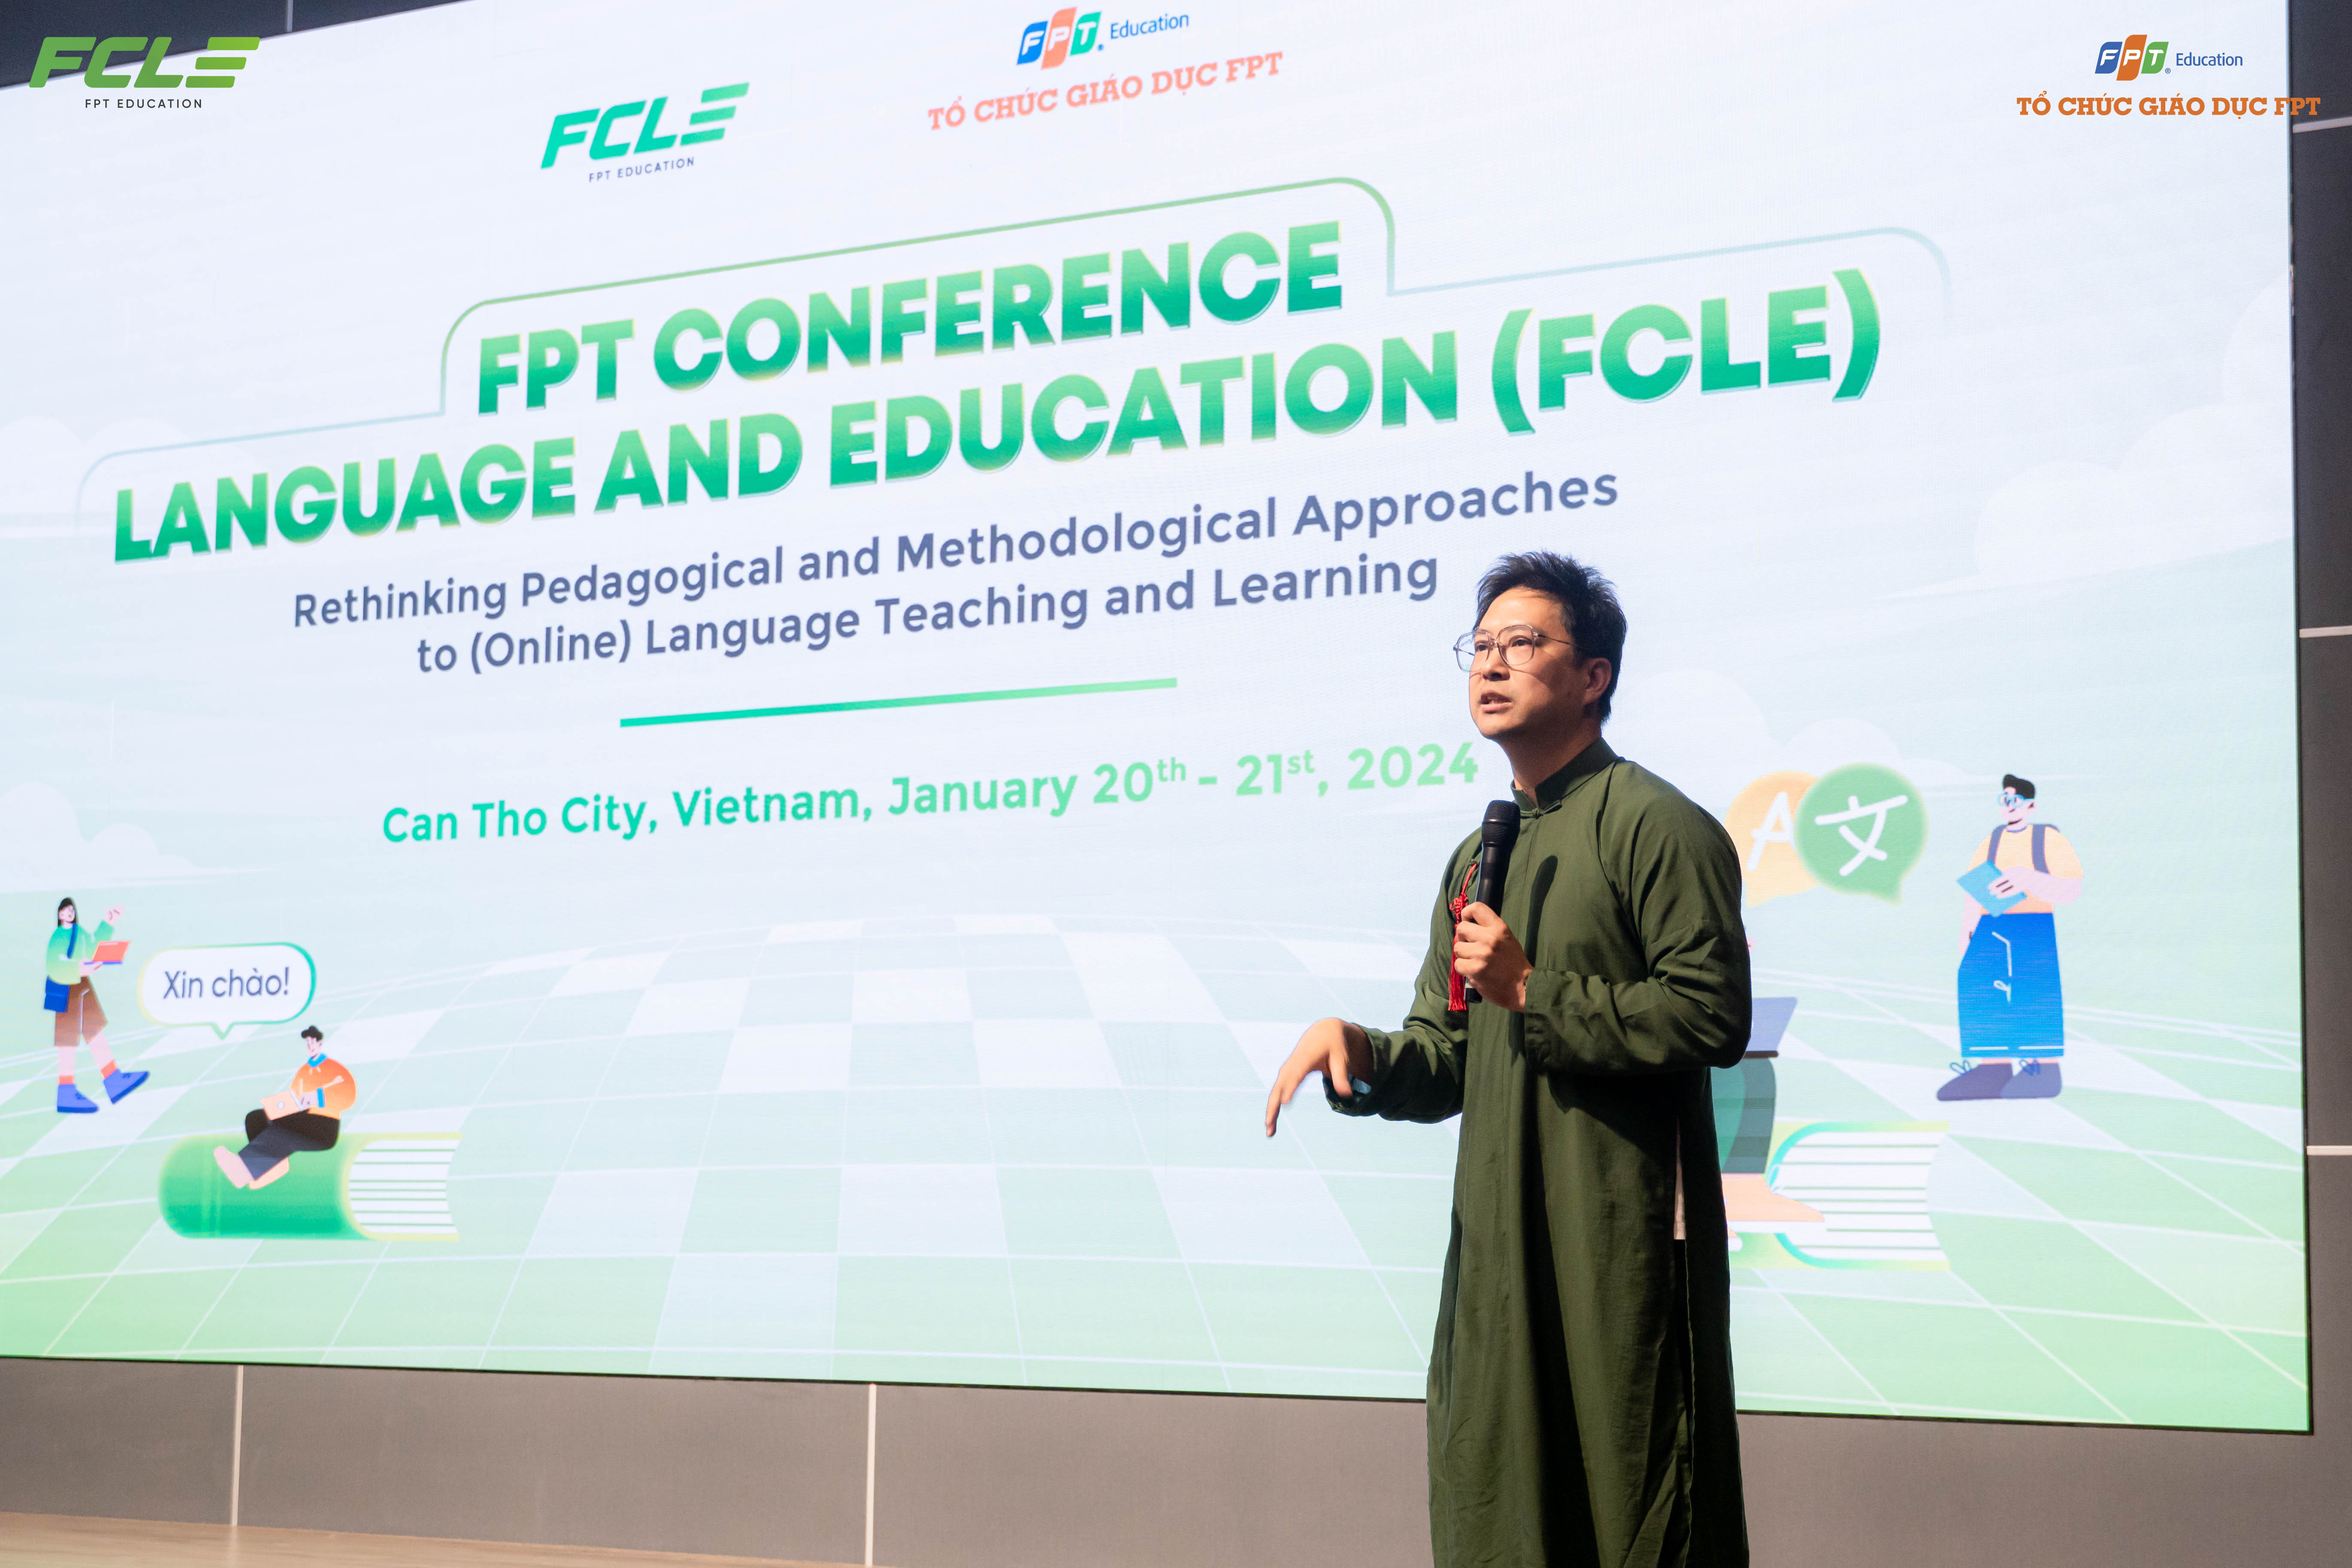 FCLE
FPT EDUCATION
FPT Education
TỔ CHỨC GIÁO DỤC FPT
FCLE
FPT EDUCATION
FPT Education
TỔ CHỨC GIÁO DỤC FPT
FPT CONFERENCE
LANGUAGE AND EDUCATION (FCLE)
Rethinking Pedagogical and Methodological Approaches
to (Online) Language Teaching and Learning
Can Tho City, Vietnam, January 20th - 21st, 2024
A 文
Xin chào!